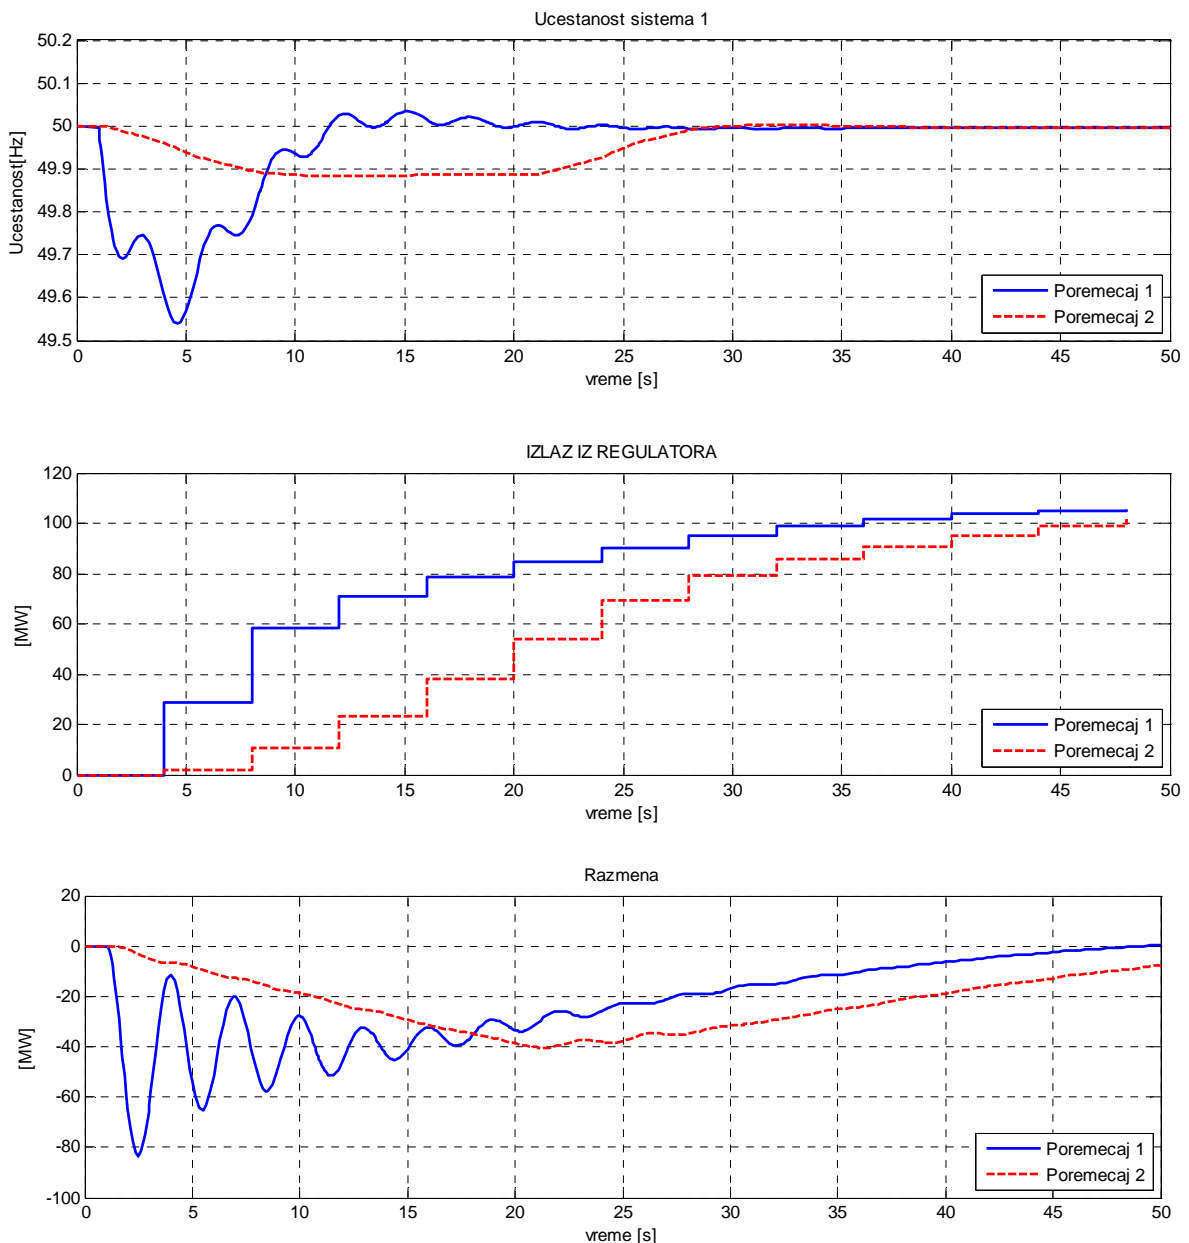 Ucestanost sistema 1
50.2
50.1
50
49.9
49.8
49.7
49.6
49.5
Ucestanost[Hz]
0 5 10 15 20 25 30 35 40 45 50
vreme [s]
Poremecaj 1
Poremecaj 2
IZLAZ IZ REGULATORA
120
100
80
60
40
20
0
[MW]
0 5 10 15 20 25 30 35 40 45 50
vreme [s]
Poremecaj 1
Poremecaj 2
Razmena
20
0
-20
-40
-60
-80
-100
[MW]
0 5 10 15 20 25 30 35 40 45 50
vreme [s]
Poremecaj 1
Poremecaj 2